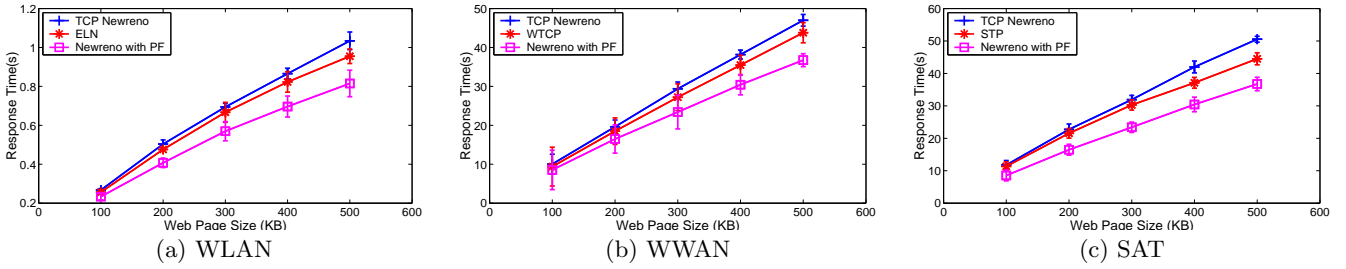 TCP Newreno
ELN
Newreno with PF
Response Time(s)
1.2
1
0.8
0.6
0.4
0.2
0 100 200 300 400 500 600
Web Page Size (KB)
(a) WLAN
TCP Newreno
WTCP
Newreno with PF
Response Time(s)
50
40
30
20
10
0
0 100 200 300 400 500 600
Web Page Size (KB)
(b) WWAN
TCP Newreno
STP
Newreno with PF
Response Time(s)
60
50
40
30
20
10
0
0 100 200 300 400 500 600
Web Page Size (KB)
(c) SAT